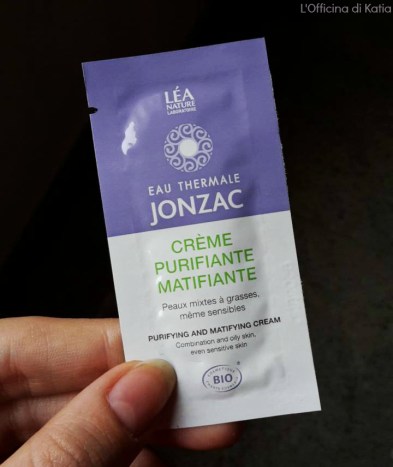 L'Officina di Katia
LÉA
NATURE
LABORATOIRE
EAU THERMALE
JONZAC
CRÈME
PURIFIANTE
MATIFIANTE
Peaux mixtes à grasses,
même sensibles
PURIFYING AND MATIFYING CREAM
Combination and oily skin,
even sensitive skin
BIO